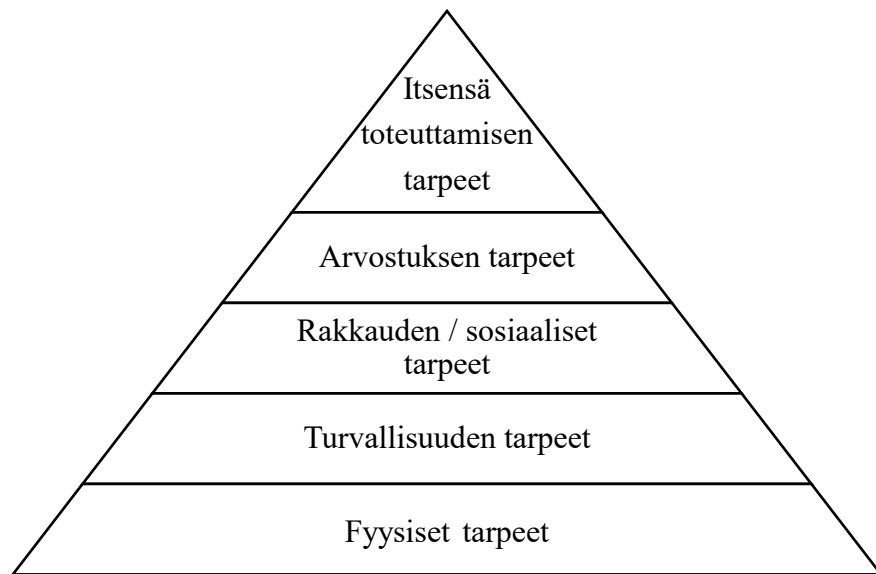 Itsensä
toteuttamisen
tarpeet
Arvostuksen tarpeet
Rakkauden / sosiaaliset
tarpeet
Turvallisuuden tarpeet
Fyysiset tarpeet